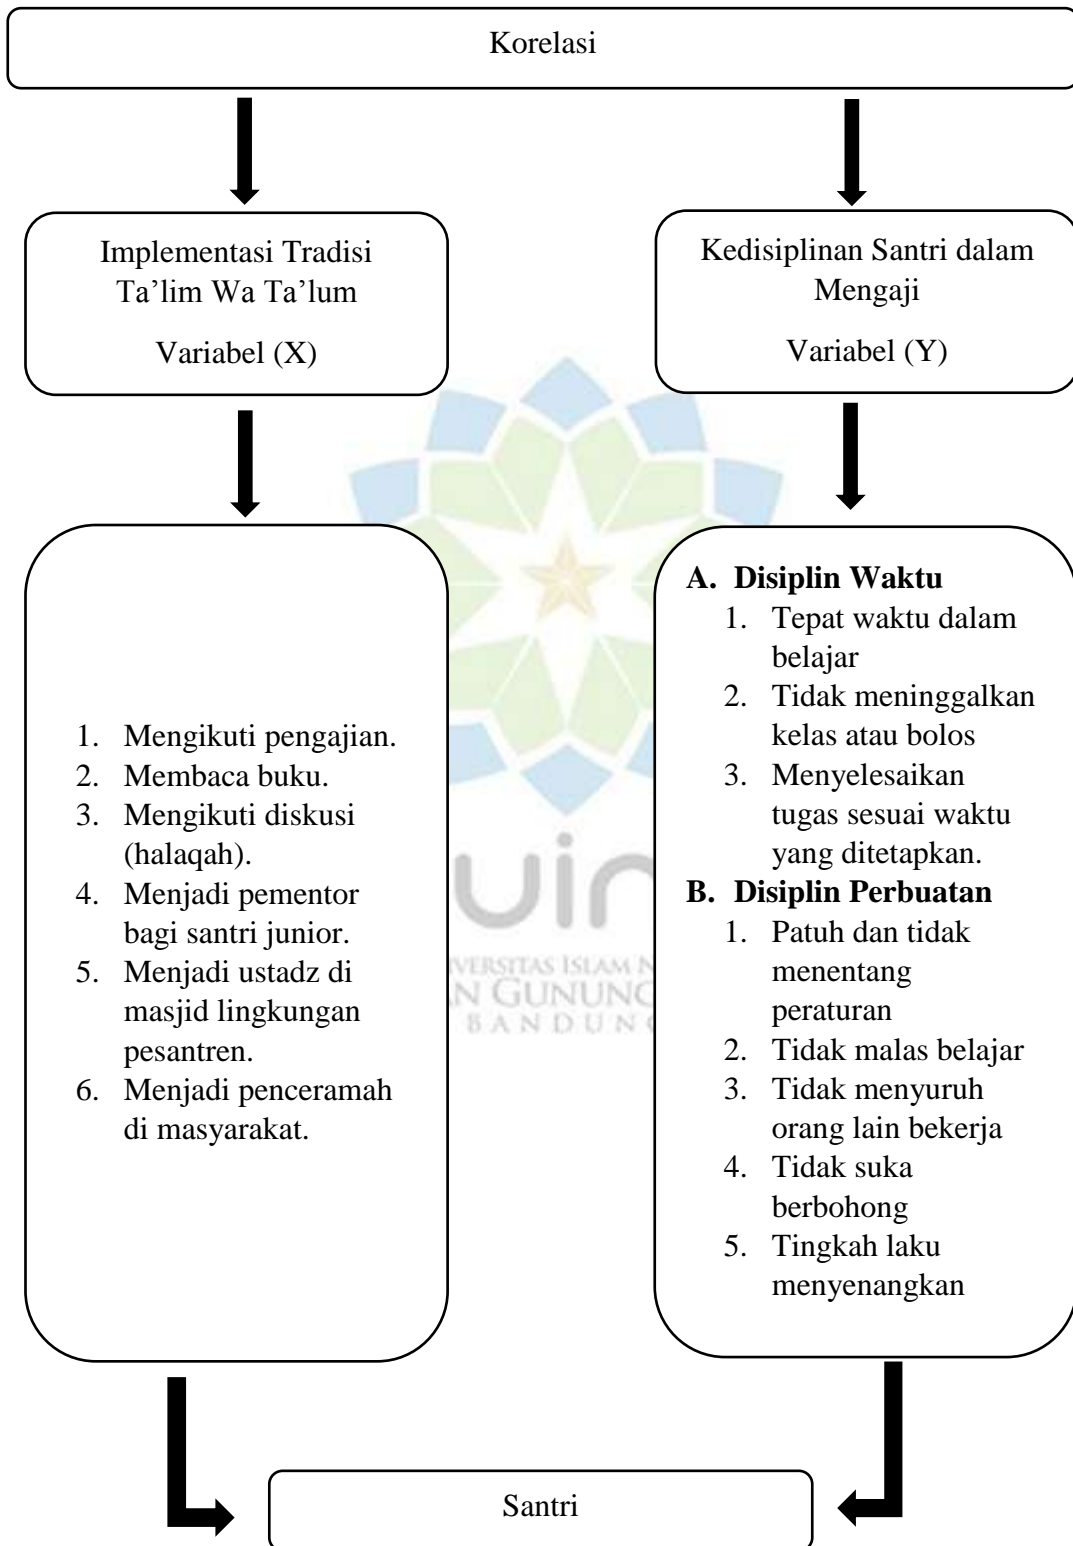 Korelasi
Implementasi Tradisi
Ta’lim Wa Ta’lum
Variabel (X)
Kedisiplinan Santri dalam
Mengaji
Variabel (Y)
1. Mengikuti pengajian.
2. Membaca buku.
3. Mengikuti diskusi
(halaqah).
4. Menjadi pementor
bagi santri junior.
5. Menjadi ustadz di
masjid lingkungan
pesantren.
6. Menjadi penceramah
di masyarakat.
A. Disiplin Waktu
1. Tepat waktu dalam
belajar
2. Tidak meninggalkan
kelas atau bolos
3. Menyelesaikan
tugas sesuai waktu
yang ditetapkan.
B. Disiplin Perbuatan
1. Patuh dan tidak
menentang
peraturan
2. Tidak malas belajar
3. Tidak menyuruh
orang lain bekerja
4. Tidak suka
berbohong
5. Tingkah laku
menyenangkan
uin
ISLAM
GUNUNG
BANDUNG
Santri